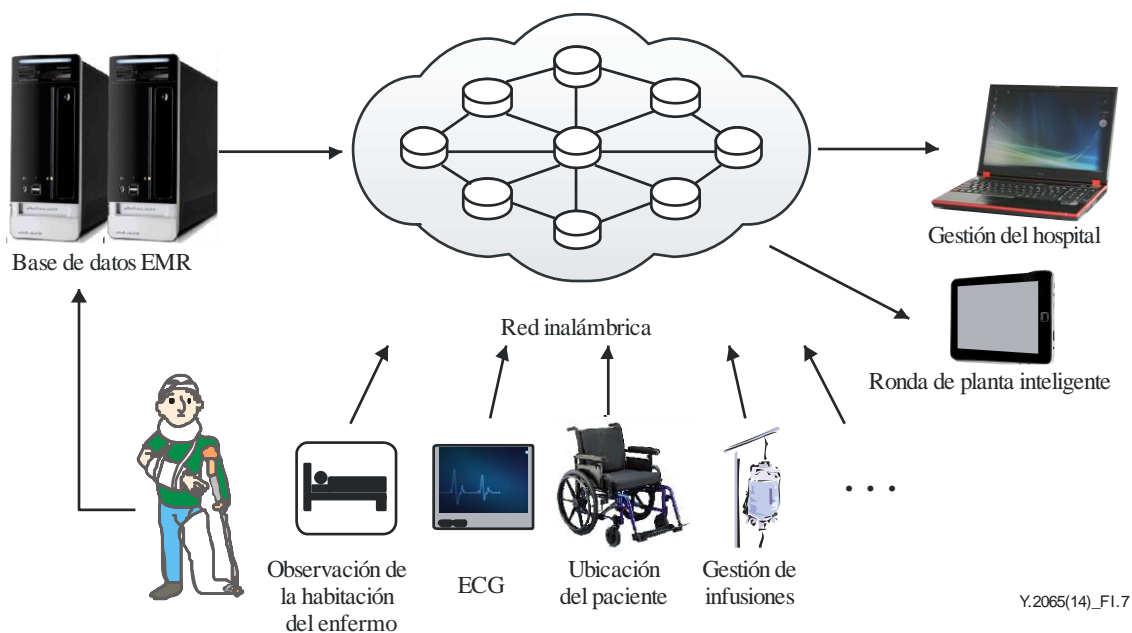 Base de datos EMR
Red inalámbrica
Gestión del hospital
Ronda de planta inteligente
Observación de
la habitación
del enfermo
ECG
Ubicación
del paciente
Gestión de
infusiones
. . .
Y.2065(14)_FI.7